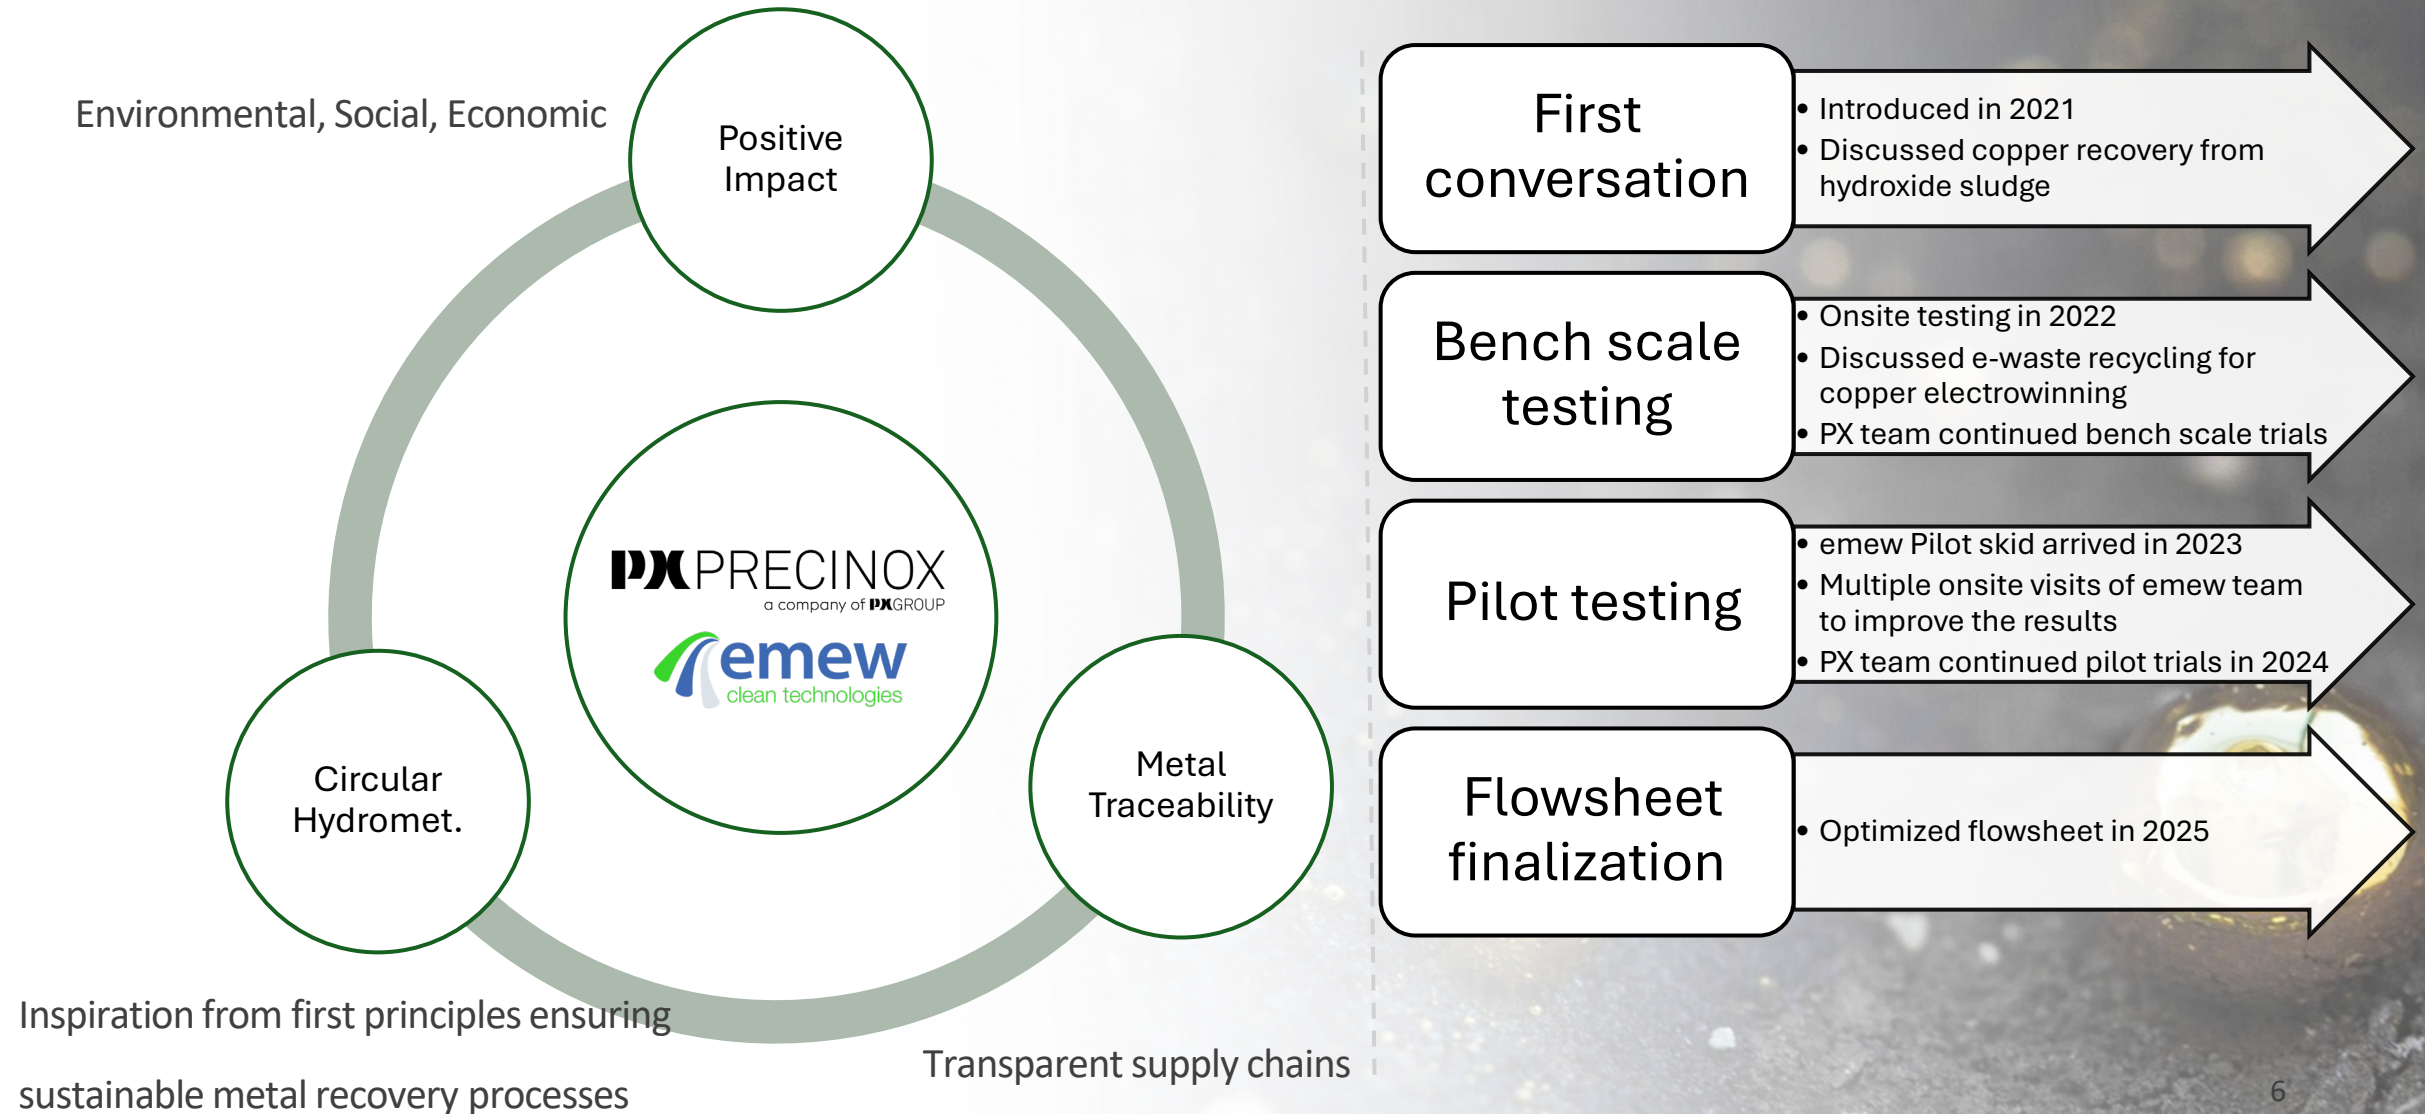 Environmental, Social, Economic
Positive
Impact
PX PRECINOX
a company of PXGROUP
emew
clean technologies
Circular
Hydromet.
Metal
Traceability
Inspiration from first principles ensuring
sustainable metal recovery processes
Transparent supply chains
First
conversation
• Introduced in 2021
• Discussed copper recovery from
hydroxide sludge
Bench scale
testing
• Onsite testing in 2022
• Discussed e-waste recycling for
copper electrowinning
• PX team continued bench scale trials
Pilot testing
• emew Pilot skid arrived in 2023
• Multiple onsite visits of emew team
to improve the results
• PX team continued pilot trials in 2024
Flowsheet
finalization
• Optimized flowsheet in 2025
6